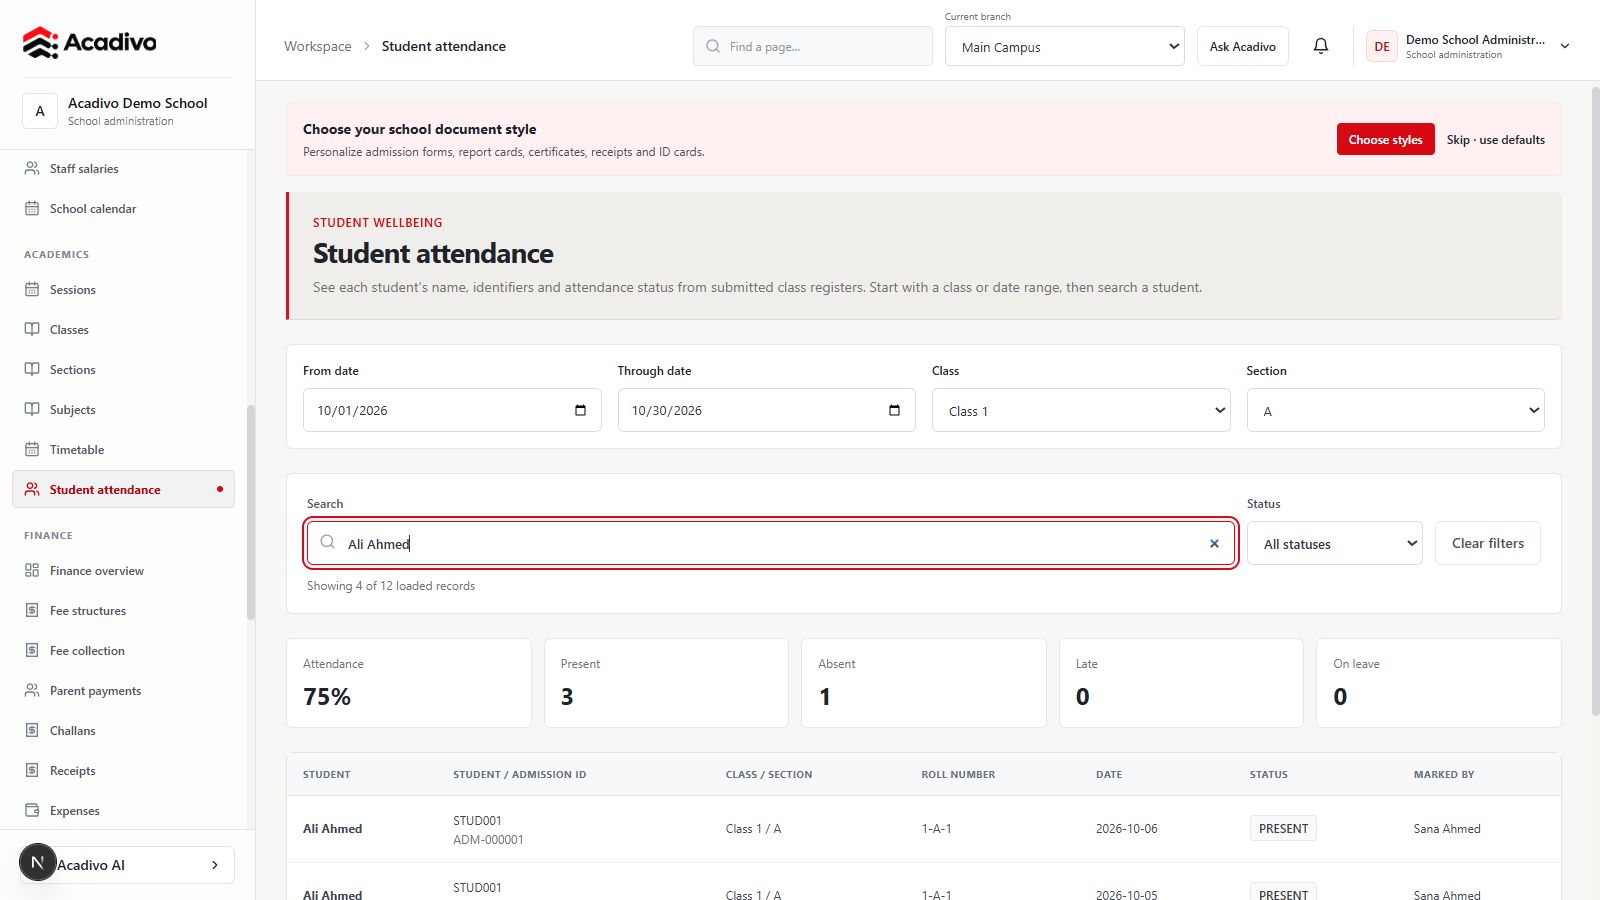 Acadivo
Workspace > Student attendance
Find a page...
Current branch
Main Campus
Ask Acadivo
DE
Demo School Administr...
School administration
A
Acadivo Demo School
School administration
Staff salaries
School calendar
ACADEMICS
Sessions
Classes
Sections
Subjects
Timetable
Student attendance
FINANCE
Finance overview
Fee structures
Fee collection
Parent payments
Challans
Receipts
Expenses
N
Acadivo AI
Choose your school document style
Personalize admission forms, report cards, certificates, receipts and ID cards.
Choose styles
Skip · use defaults
STUDENT WELLBEING
Student attendance
See each student's name, identifiers and attendance status from submitted class registers. Start with a class or date range, then search a student.
From date
10/01/2026
Through date
10/30/2026
Class
Class 1
Section
A
Search
Ali Ahmed
Status
All statuses
Clear filters
Showing 4 of 12 loaded records
Attendance
75%
Present
3
Absent
1
Late
0
On leave
0
STUDENT STUDENT / ADMISSION ID CLASS / SECTION ROLL NUMBER DATE STATUS MARKED BY
Ali Ahmed STUD001 Class 1 / A 1-A-1 2026-10-06 PRESENT Sana Ahmed
ADM-000001
Ali Ahmed STUD001 Class 1 / A 1-A-1 2026-10-05 PRESENT Sana Ahmed